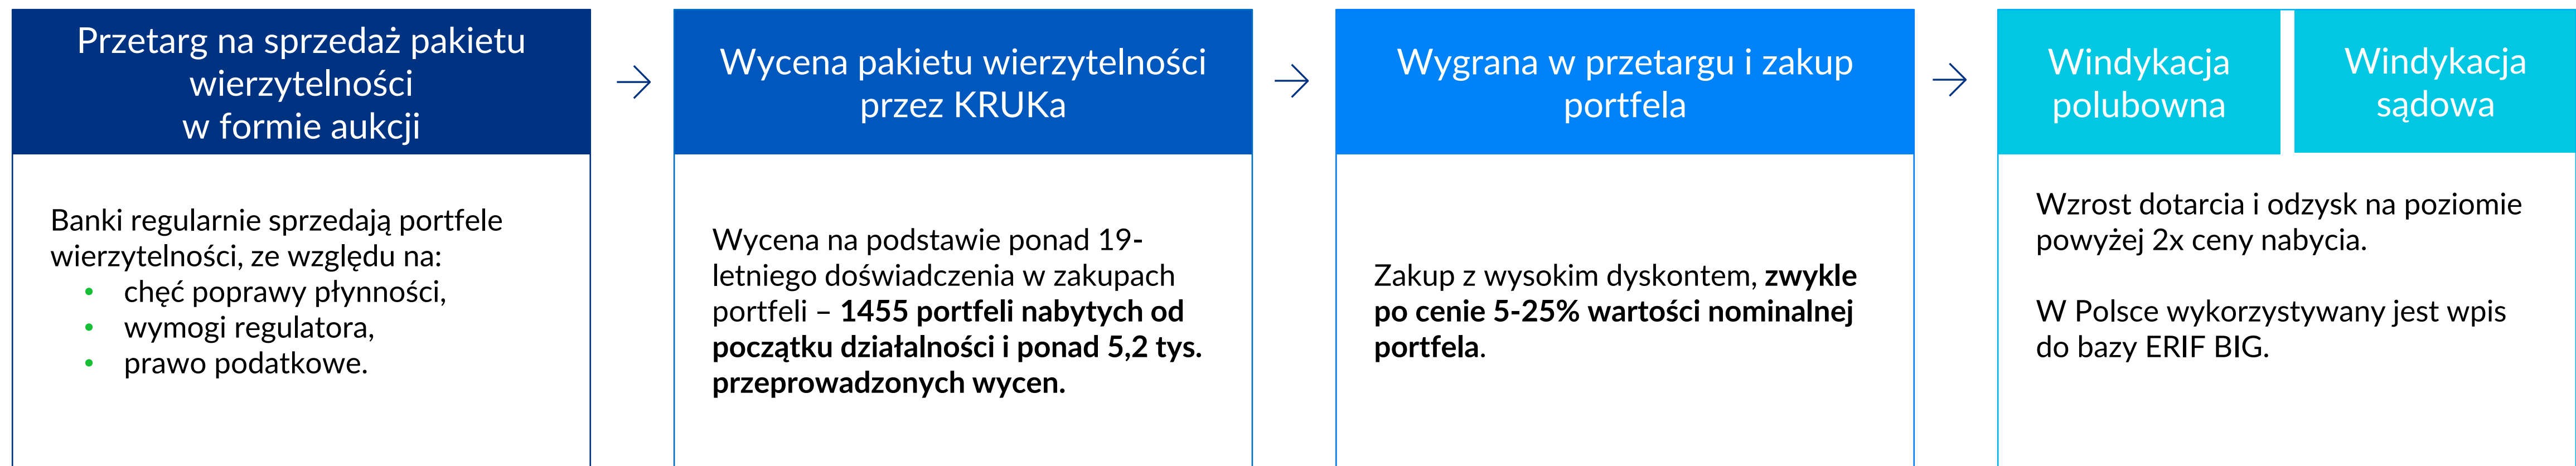 Przetarg na sprzedaż pakietu
wierzytelności
w formie aukcji
Banki regularnie sprzedają portfele
wierzytelności, ze względu na:
• chęć poprawy płynności,
• wymogi regulatora,
• prawo podatkowe.
Wycena pakietu wierzytelności
przez KRUKa
Wycena na podstawie ponad 19-
letniego doświadczenia w zakupach
portfeli – 1455 portfeli nabytych od
początku działalności i ponad 5,2 tys.
przeprowadzonych wycen.
Wygrana w przetargu i zakup
portfela
Zakup z wysokim dyskontem, zwykle
po cenie 5-25% wartości nominalnej
portfela.
Windykacja
polubowna
Windykacja
sądowa
Wzrost dotarcia i odzysk na poziomie
powyżej 2x ceny nabycia.
W Polsce wykorzystywany jest wpis
do bazy ERIF BIG.